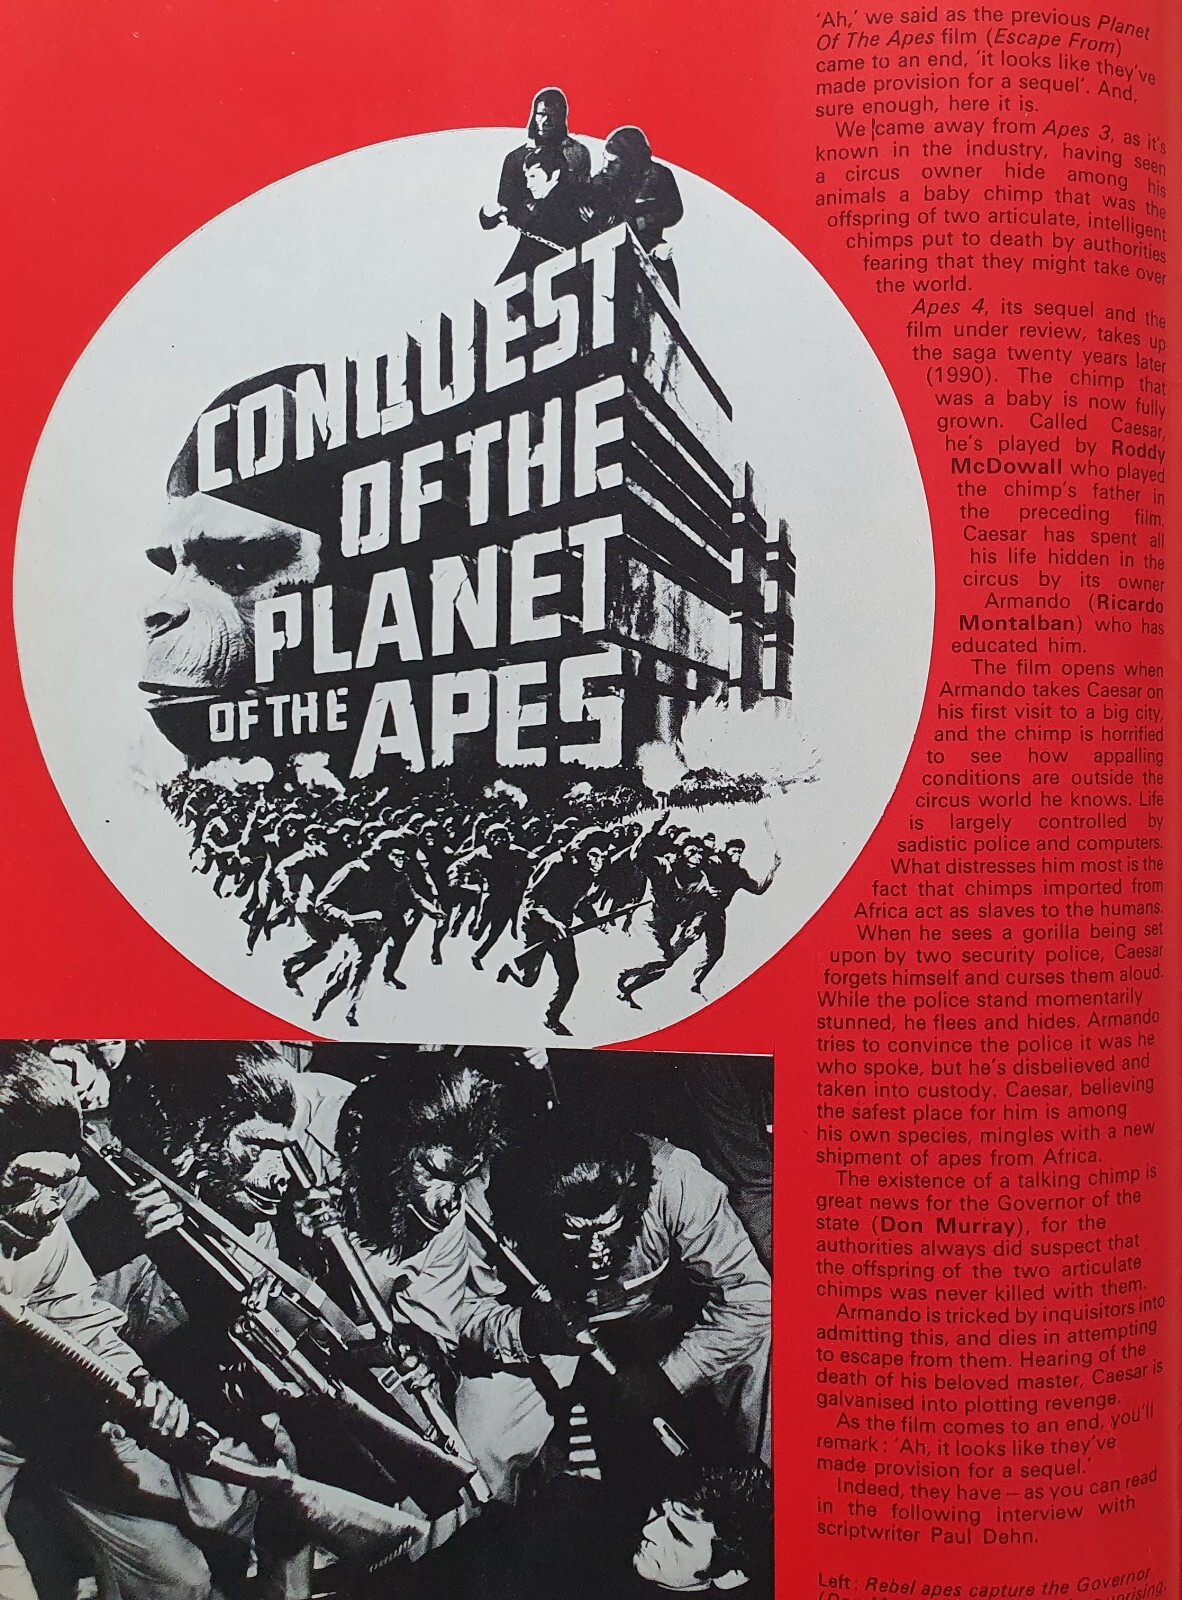 CONQUEST
OF THE
PLANET
OF THE APES
'Ah,' we said as the previous Planet
Of The Apes film (Escape From)
came to an end, 'it looks like they've
made provision for a sequel'. And,
sure enough, here it is.
We came away from Apes 3, as it's
known in the industry, having seen
a circus owner hide among his
animals a baby chimp that was the
offspring of two articulate, intelligent
chimps put to death by authorities
fearing that they might take over
the world.
Apes 4, its sequel and the
film under review, takes up
the saga twenty years later
(1990). The chimp that
was a baby is now fully
grown. Called Caesar,
he's played by Roddy
McDowall who played
the chimp's father in
the preceding film.
Caesar has spent all
his life hidden in the
circus by its owner
Armando (Ricardo
Montalban) who has
educated him.
The film opens when
Armando takes Caesar on
his first visit to a big city,
and the chimp is horrified
to see how appalling
conditions are outside the
circus world he knows. Life
is largely controlled by
sadistic police and computers.
What distresses him most is the
fact that chimps imported from
Africa act as slaves to the humans.
When he sees a gorilla being set
upon by two security police, Caesar
forgets himself and curses them aloud.
While the police stand momentarily
stunned, he flees and hides. Armando
tries to convince the police it was he
who spoke, but he's disbelieved and
taken into custody. Caesar, believing
the safest place for him is among
his own species, mingles with a new
shipment of apes from Africa.
The existence of a talking chimp is
great news for the Governor of the
state (Don Murray), for the
authorities always did suspect that
the offspring of the two articulate
chimps was never killed with them.
Armando is tricked by inquisitors into
admitting this, and dies in attempting
to escape from them. Hearing of the
death of his beloved master, Caesar is
galvanised into plotting revenge.
As the film comes to an end, you'll
remark: 'Ah, it looks like they've
made provision for a sequel.'
Indeed, they have – as you can read
in the following interview with
scriptwriter Paul Dehn.
Left: Rebel apes capture the Governor
uprising.